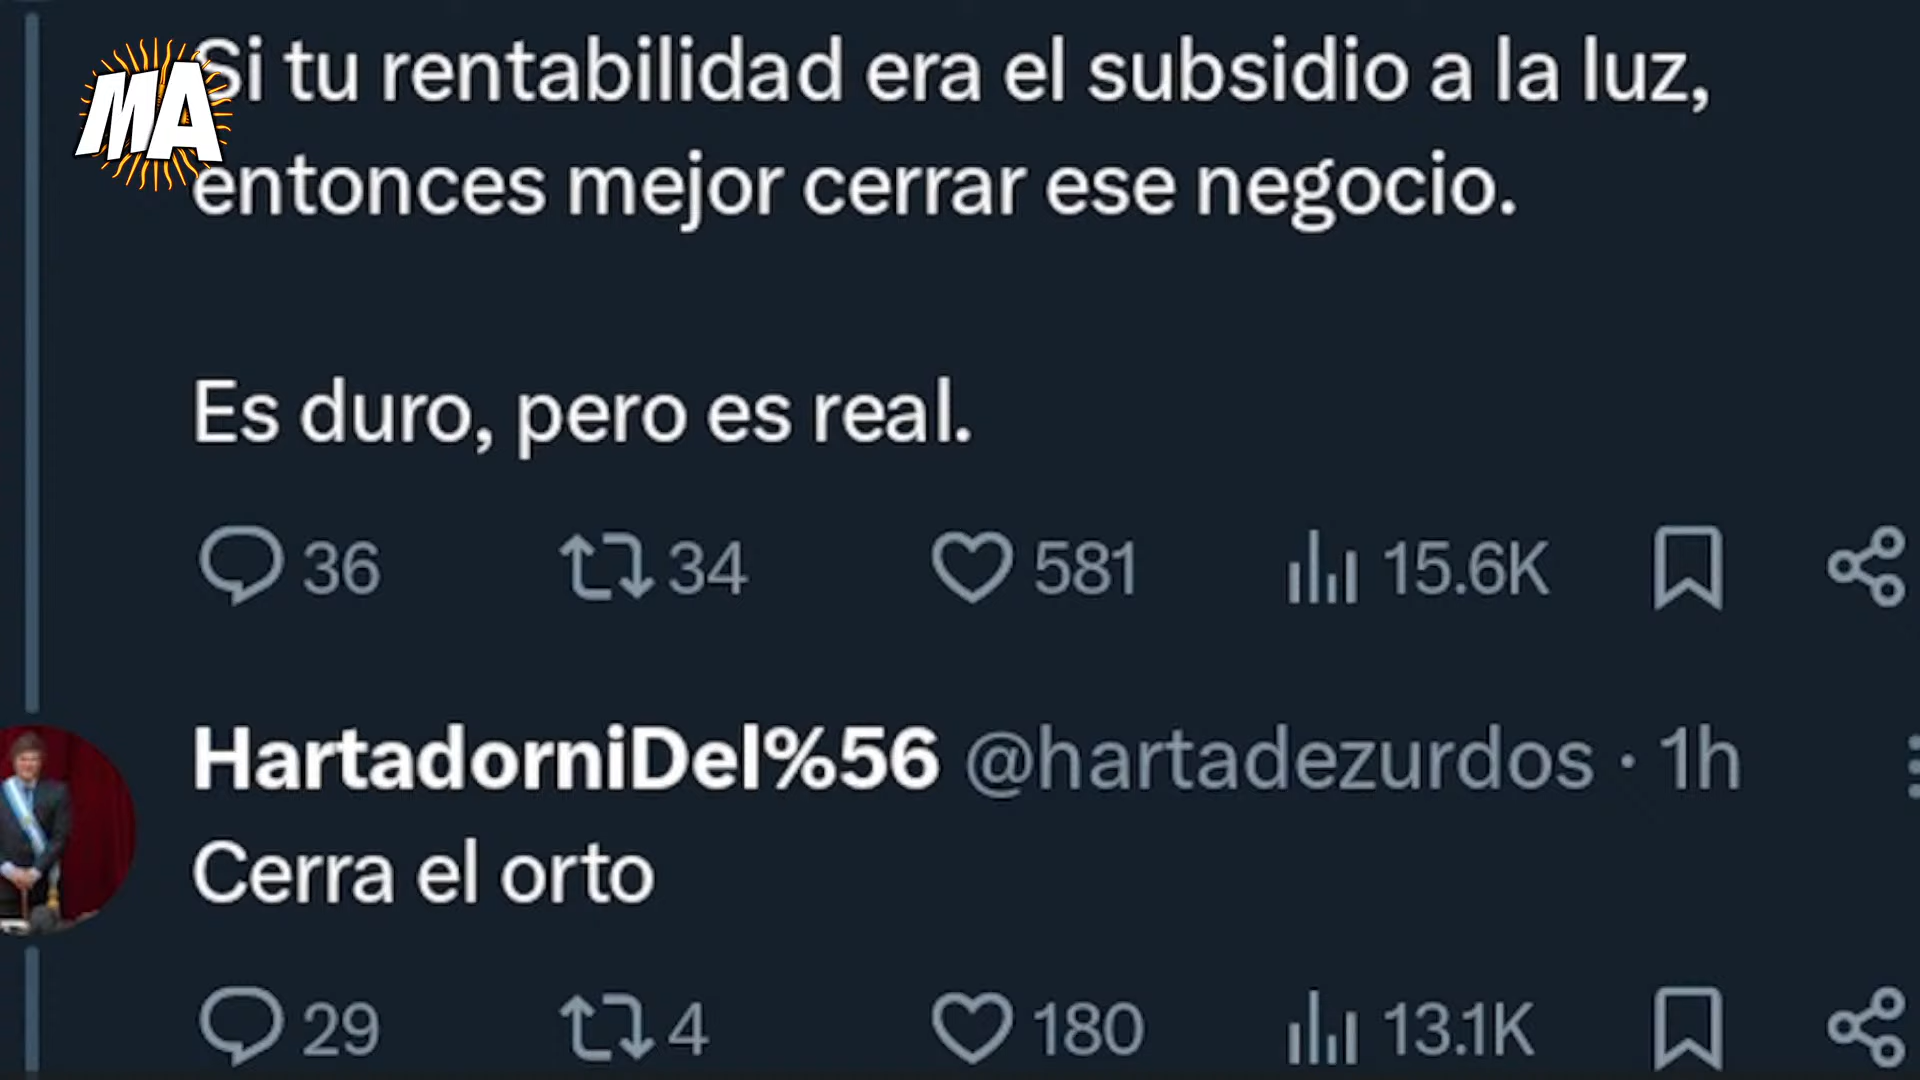 MA
Si tu rentabilidad era el subsidio a la luz,
entonces mejor cerrar ese negocio.
Es duro, pero es real.
36 34 581 15.6K
HartadorniDel%56 @hartadezurdos · 1h
Cerra el orto
29 4 180 13.1K